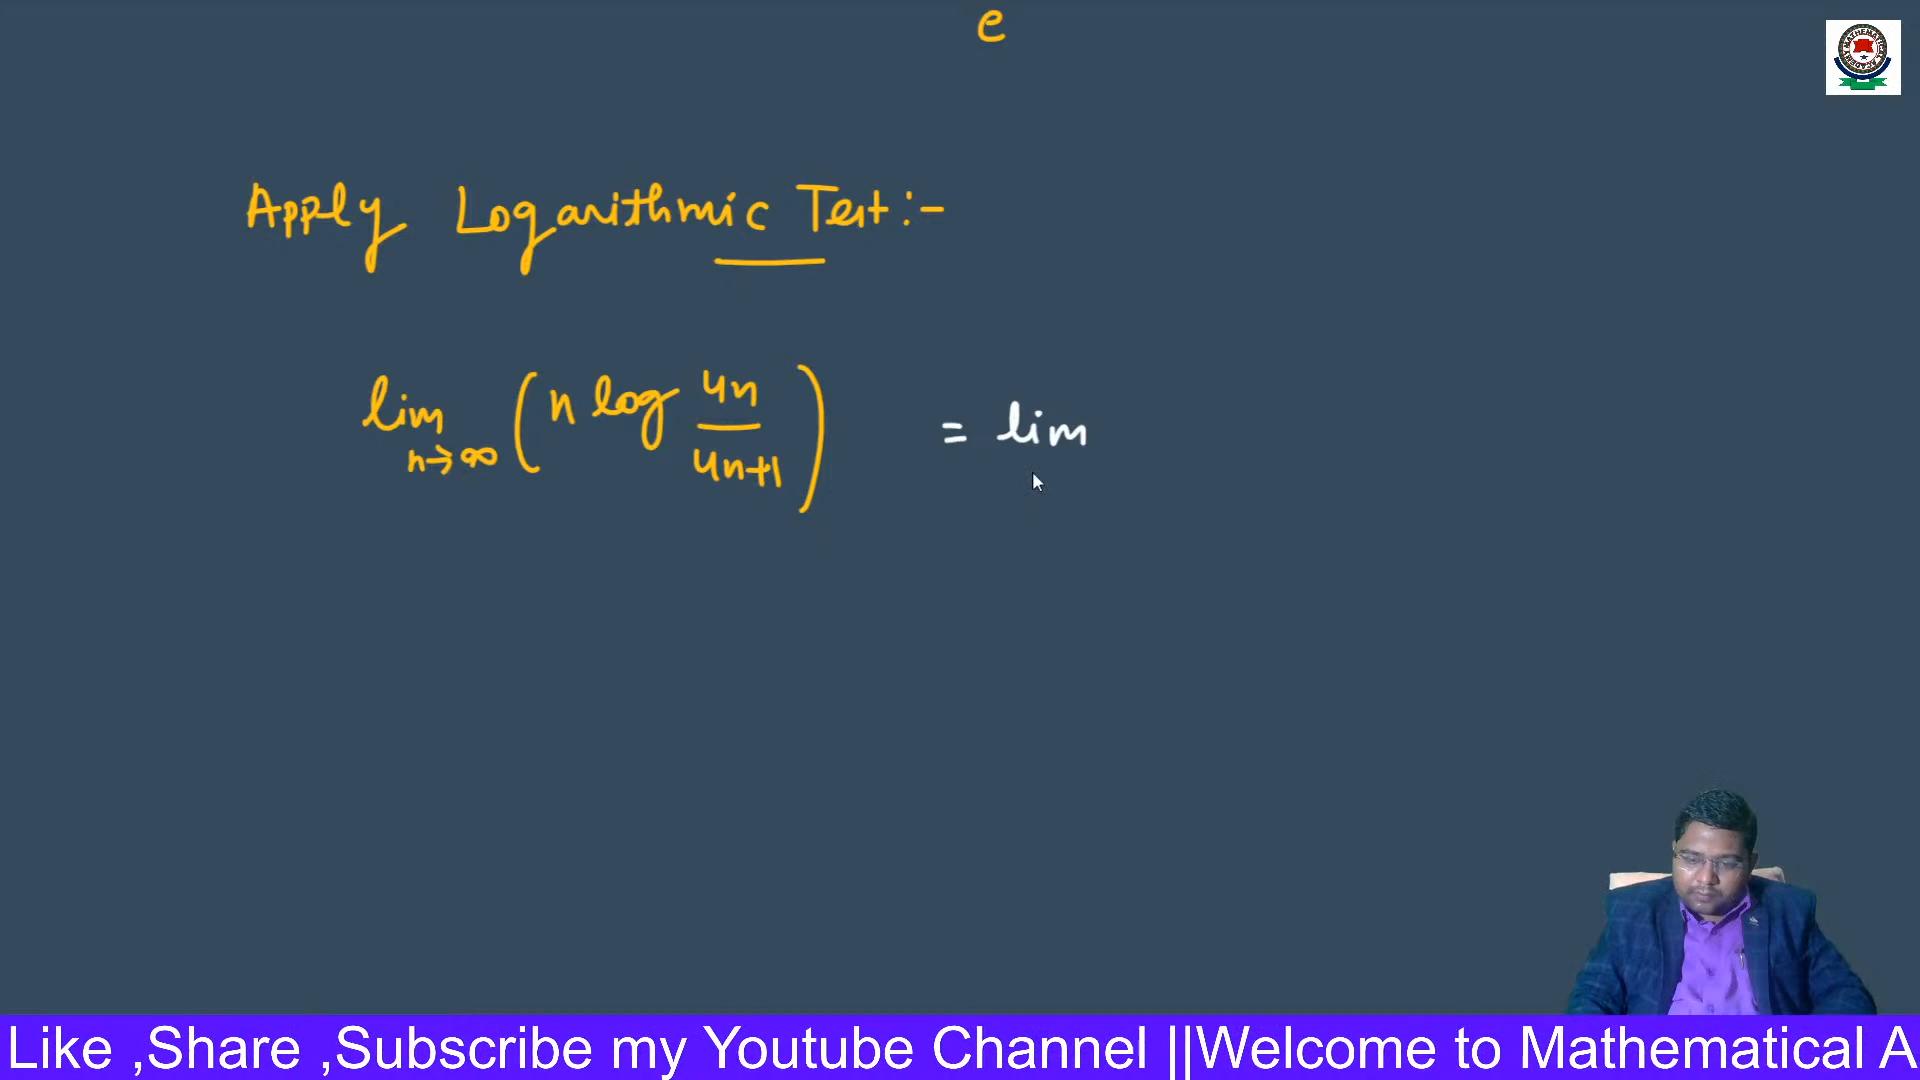 e
Apply Logarithmic Test:-
lim n→∞ ( n log 4n/4n+1 ) = lim
Like ,Share ,Subscribe my Youtube Channel ||Welcome to Mathematical A